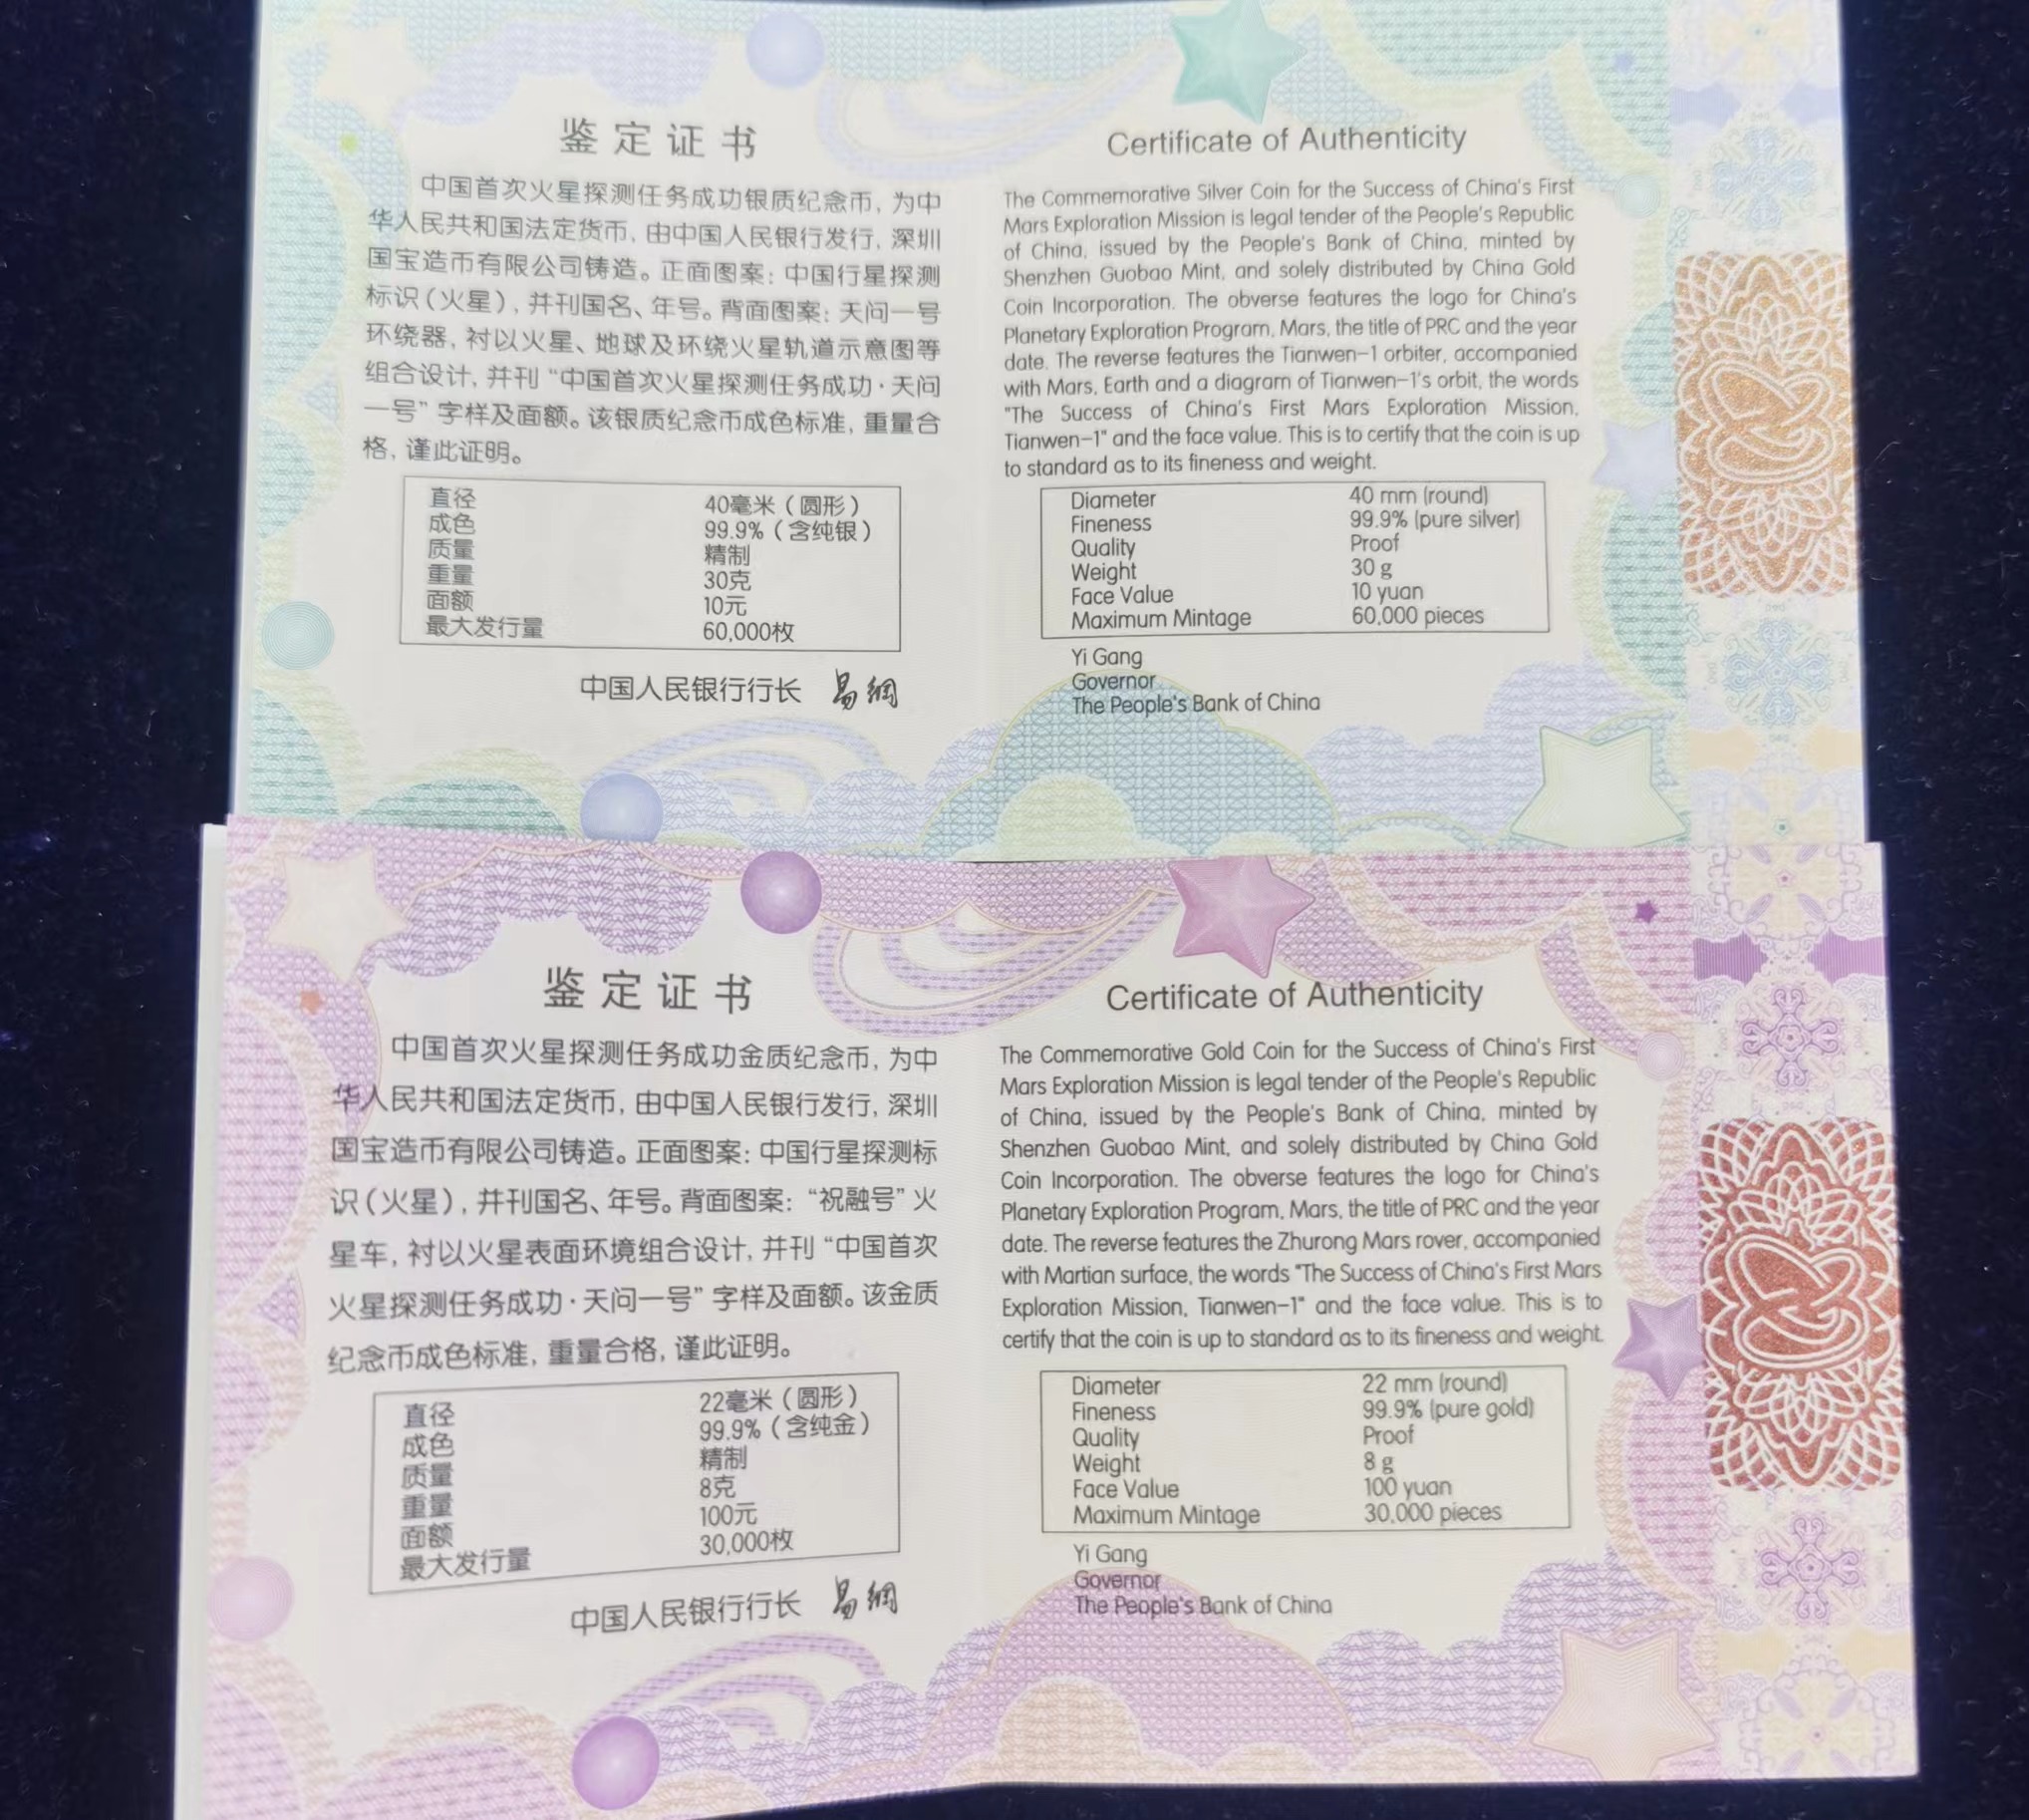 鉴定证书
中国首次火星探测任务成功银质纪念币，为中
华人民共和国法定货币，由中国人民银行发行，深圳
国宝造币有限公司铸造。正面图案：中国行星探测
标识（火星），并刊国名、年号。背面图案：天问一号
环绕器，衬以火星、地球及环绕火星轨道示意图等
组合设计，并刊“中国首次火星探测任务成功·天问
一号”字样及面额。该银质纪念币成色标准，重量合
格，谨此证明。
直径 40毫米（圆形）
成色 99.9%（含纯银）
质量 精制
重量 30克
面额 10元
最大发行量 60,000枚
中国人民银行行长 易纲
Certificate of Authenticity
The Commemorative Silver Coin for the Success of China's First
Mars Exploration Mission is legal tender of the People's Republic
of China, issued by the People's Bank of China, minted by
Shenzhen Guobao Mint, and solely distributed by China Gold
Coin Incorporation. The obverse features the logo for China's
Planetary Exploration Program, Mars, the title of PRC and the year
date. The reverse features the Tianwen-1 orbiter, accompanied
with Mars, Earth and a diagram of Tianwen-1's orbit, the words
"The Success of China's First Mars Exploration Mission,
Tianwen-1" and the face value. This is to certify that the coin is up
to standard as to its fineness and weight.
Diameter 40 mm (round)
Fineness 99.9% (pure silver)
Quality Proof
Weight 30 g
Face Value 10 yuan
Maximum Mintage 60,000 pieces
Yi Gang
Governor
The People's Bank of China
鉴定证书
中国首次火星探测任务成功金质纪念币，为中
华人民共和国法定货币，由中国人民银行发行，深圳
国宝造币有限公司铸造。正面图案：中国行星探测标
识（火星），并刊国名、年号。背面图案：“祝融号”火
星车，衬以火星表面环境组合设计，并刊“中国首次
火星探测任务成功·天问一号”字样及面额。该金质
纪念币成色标准，重量合格，谨此证明。
直径 22毫米（圆形）
成色 99.9%（含纯金）
质量 精制
重量 8克
面额 100元
最大发行量 30,000枚
中国人民银行行长 易纲
Certificate of Authenticity
The Commemorative Gold Coin for the Success of China's First
Mars Exploration Mission is legal tender of the People's Republic
of China, issued by the People's Bank of China, minted by
Shenzhen Guobao Mint, and solely distributed by China Gold
Coin Incorporation. The obverse features the logo for China's
Planetary Exploration Program, Mars, the title of PRC and the year
date. The reverse features the Zhurong Mars rover, accompanied
with Martian surface, the words "The Success of China's First Mars
Exploration Mission, Tianwen-1" and the face value. This is to
certify that the coin is up to standard as to its fineness and weight.
Diameter 22 mm (round)
Fineness 99.9% (pure gold)
Quality Proof
Weight 8 g
Face Value 100 yuan
Maximum Mintage 30,000 pieces
Yi Gang
Governor
The People's Bank of China